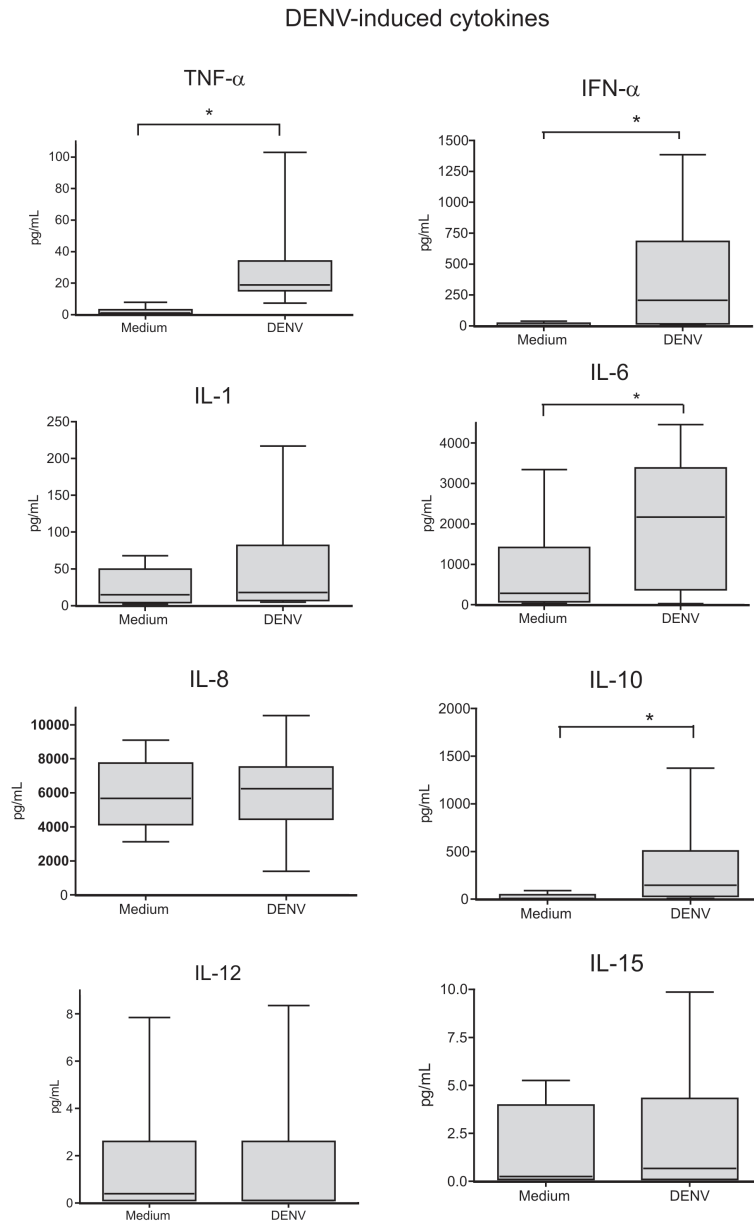 DENV-induced cytokines
TNF-α
*
pg/mL
100
80
60
40
20
0
Medium
DENV
IFN-α
*
pg/mL
1500
1250
1000
750
500
250
0
Medium
DENV
IL-1
pg/mL
250
200
150
100
50
0
Medium
DENV
IL-6
*
pg/mL
4000
3000
2000
1000
0
Medium
DENV
IL-8
pg/mL
10000
8000
6000
4000
2000
0
Medium
DENV
IL-10
*
pg/mL
2000
1500
1000
500
0
Medium
DENV
IL-12
pg/mL
8
6
4
2
0
Medium
DENV
IL-15
pg/mL
10.0
7.5
5.0
2.5
0.0
Medium
DENV